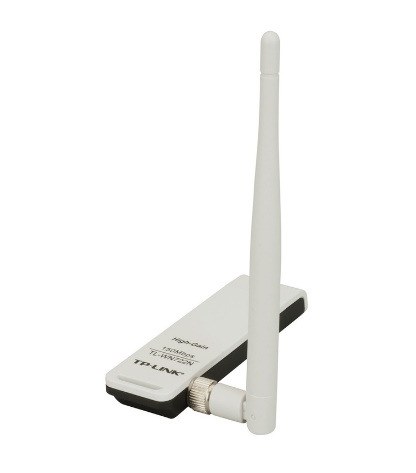 High-Gain
150Mbps
TL-WN722N
TP-LINK